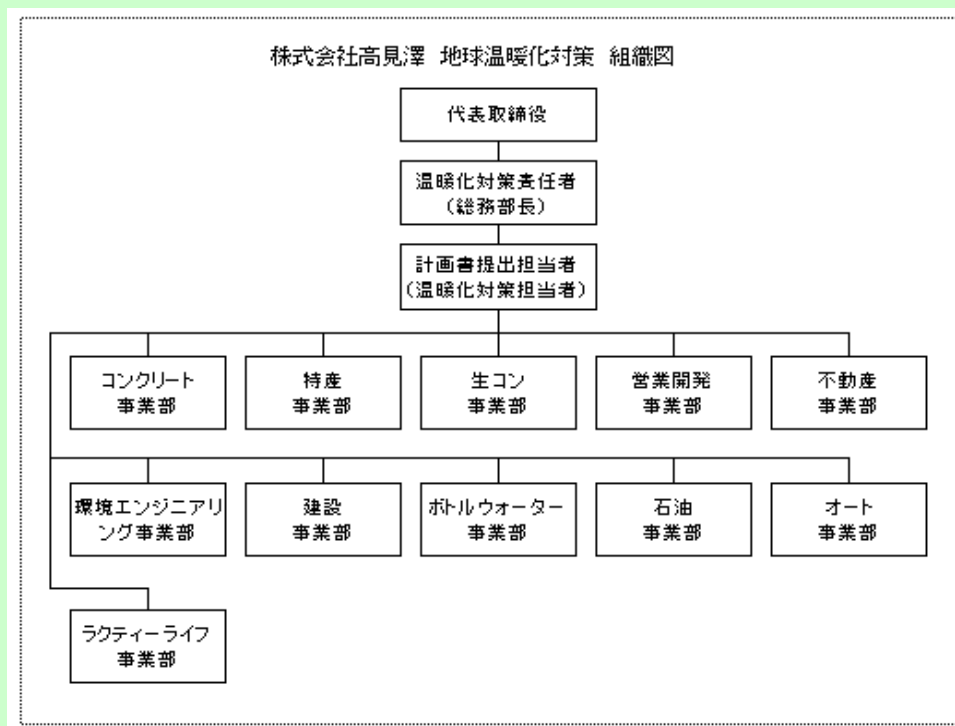 株式会社高見澤 地球温暖化対策 組織図
代表取締役
温暖化対策責任者
(総務部長)
計画書提出担当者
(温暖化対策担当者)
コンクリート
事業部
特産
事業部
生コン
事業部
営業開発
事業部
不動産
事業部
環境エンジニアリ
ング事業部
建設
事業部
ボトルウォーター
事業部
石油
事業部
オート
事業部
ラクティーライフ
事業部